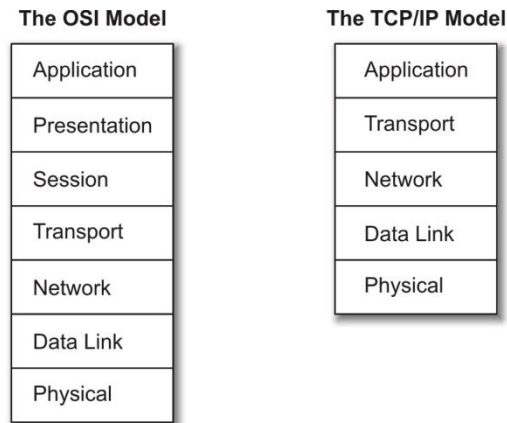 The OSI Model
Application
Presentation
Session
Transport
Network
Data Link
Physical
The TCP/IP Model
Application
Transport
Network
Data Link
Physical